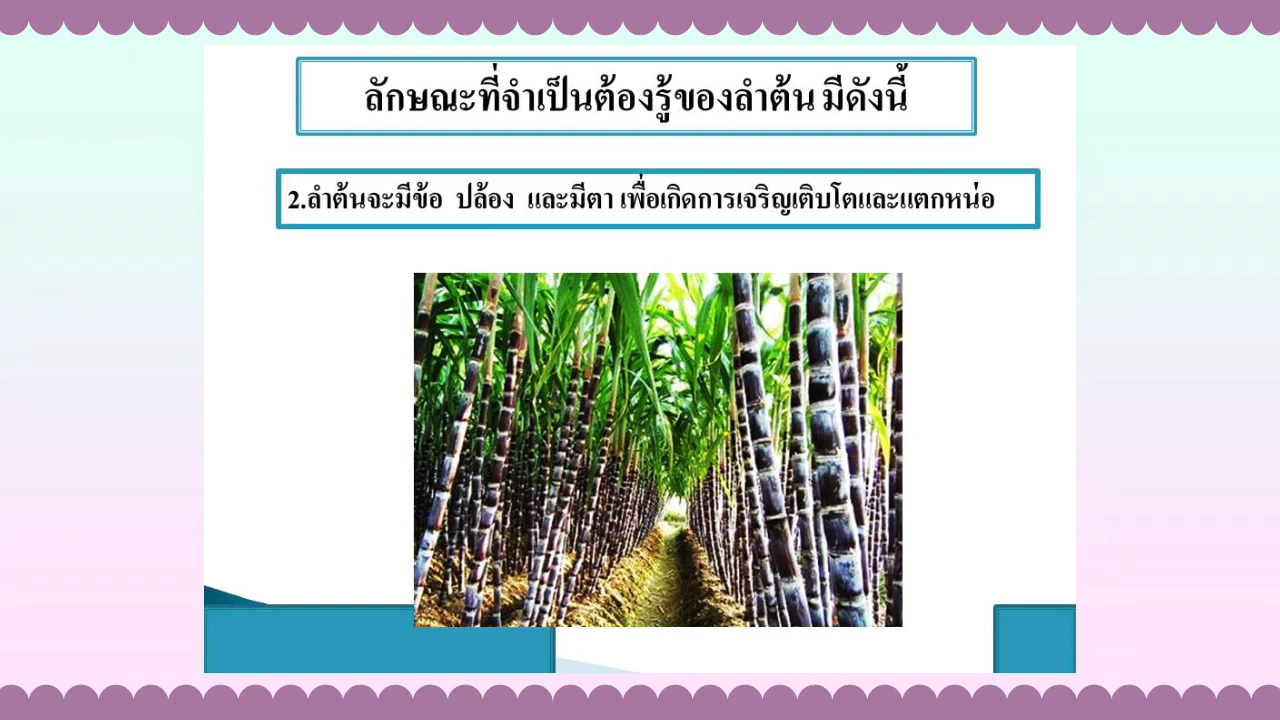 ลักษณะที่จำเป็นต้องรู้ของลำต้น มีดังนี้
2.ลำต้นจะมีข้อ ปล้อง และมีตา เพื่อเกิดการเจริญเติบโตและแตกหน่อ